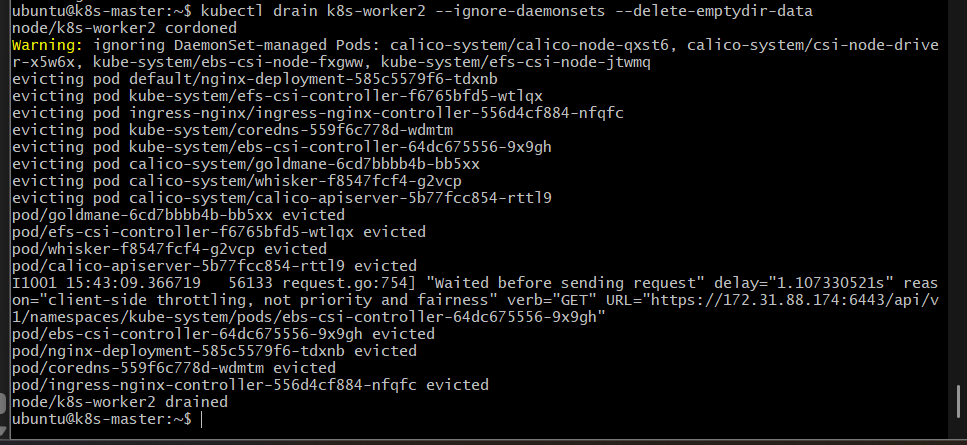 ubuntu@k8s-master:~$ kubectl drain k8s-worker2 --ignore-daemonsets --delete-emptydir-data
node/k8s-worker2 cordoned
Warning: ignoring DaemonSet-managed Pods: calico-system/calico-node-qxst6, calico-system/csi-node-drive
r-x5w6x, kube-system/ebs-csi-node-fxgww, kube-system/efs-csi-node-jtwmq
evicting pod default/nginx-deployment-585c5579f6-tdxnb
evicting pod kube-system/efs-csi-controller-f6765bfd5-wtlqx
evicting pod ingress-nginx/ingress-nginx-controller-556d4cf884-nfqfc
evicting pod kube-system/coredns-559f6c778d-wdmtm
evicting pod kube-system/ebs-csi-controller-64dc675556-9x9gh
evicting pod calico-system/goldmane-6cd7bbbb4b-bb5xx
evicting pod calico-system/whisker-f8547fcf4-g2vcp
evicting pod calico-system/calico-apiserver-5b77fcc854-rttl9
pod/goldmane-6cd7bbbb4b-bb5xx evicted
pod/efs-csi-controller-f6765bfd5-wtlqx evicted
pod/whisker-f8547fcf4-g2vcp evicted
pod/calico-apiserver-5b77fcc854-rttl9 evicted
I1001 15:43:09.366719   56133 request.go:754] "Waited before sending request" delay="1.107330521s" reas
on="client-side throttling, not priority and fairness" verb="GET" URL="https://172.31.88.174:6443/api/v
1/namespaces/kube-system/pods/ebs-csi-controller-64dc675556-9x9gh"
pod/ebs-csi-controller-64dc675556-9x9gh evicted
pod/nginx-deployment-585c5579f6-tdxnb evicted
pod/coredns-559f6c778d-wdmtm evicted
pod/ingress-nginx-controller-556d4cf884-nfqfc evicted
node/k8s-worker2 drained
ubuntu@k8s-master:~$